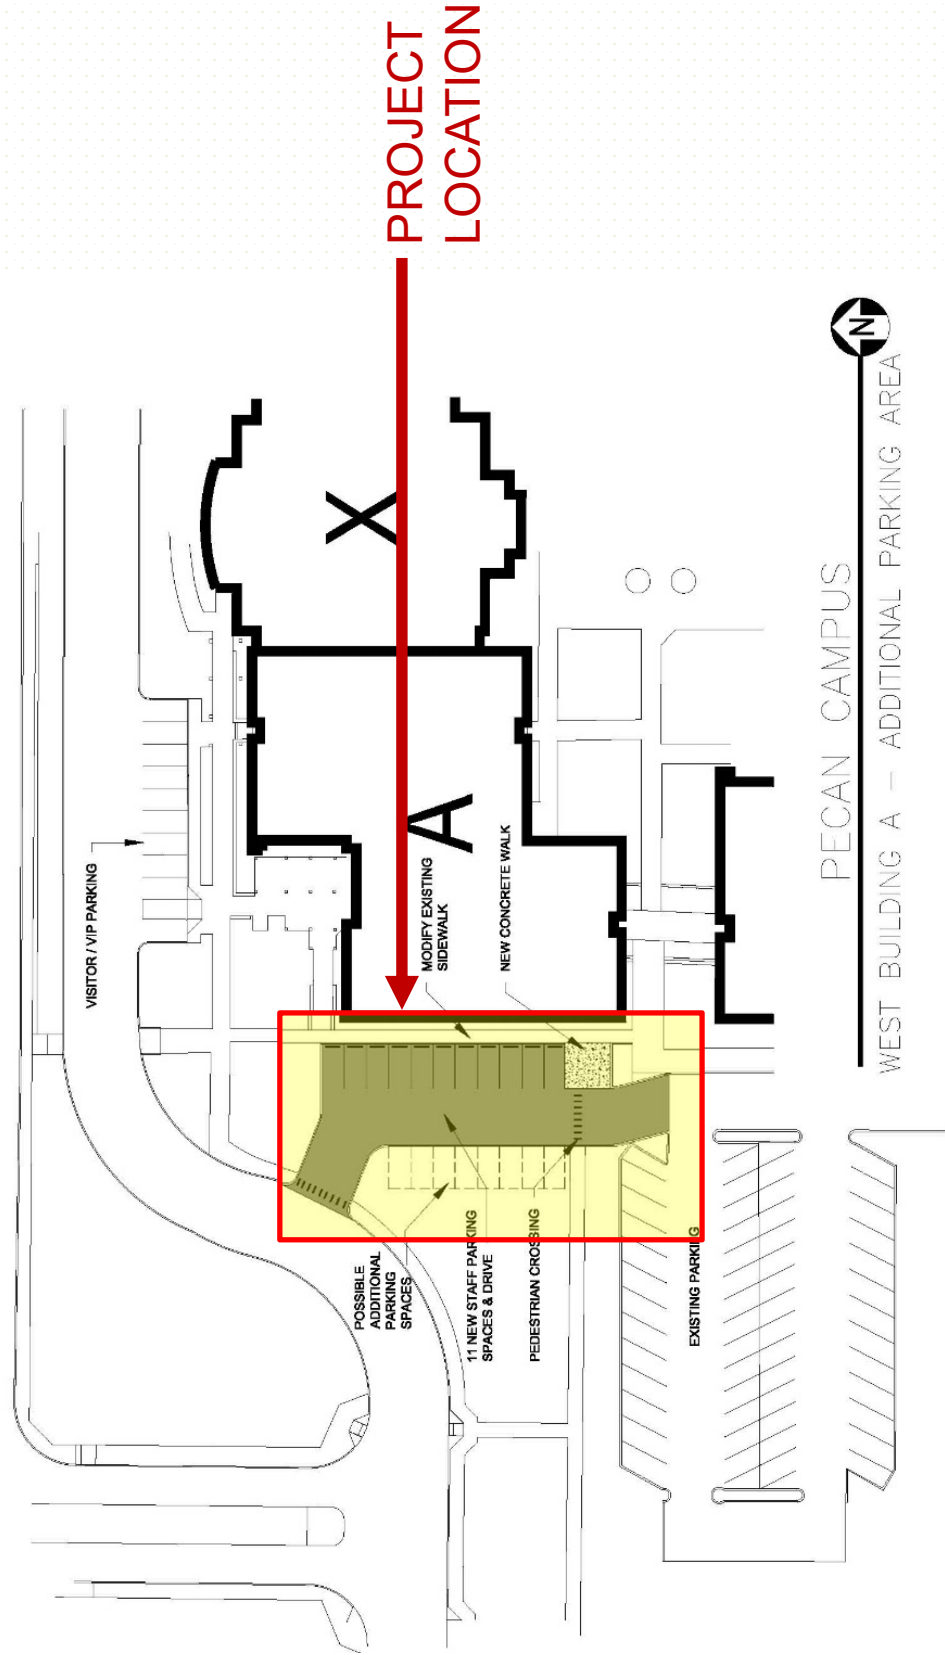 PROJECT
LOCATION
VISITOR / VIP PARKING
X
A
MODIFY EXISTING
SIDEWALK
NEW CONCRETE WALK
POSSIBLE
ADDITIONAL
PARKING
SPACES
11 NEW STAFF PARKING
SPACES & DRIVE
PEDESTRIAN CROSSING
EXISTING PARKING
N
PECAN CAMPUS
WEST BUILDING A - ADDITIONAL PARKING AREA